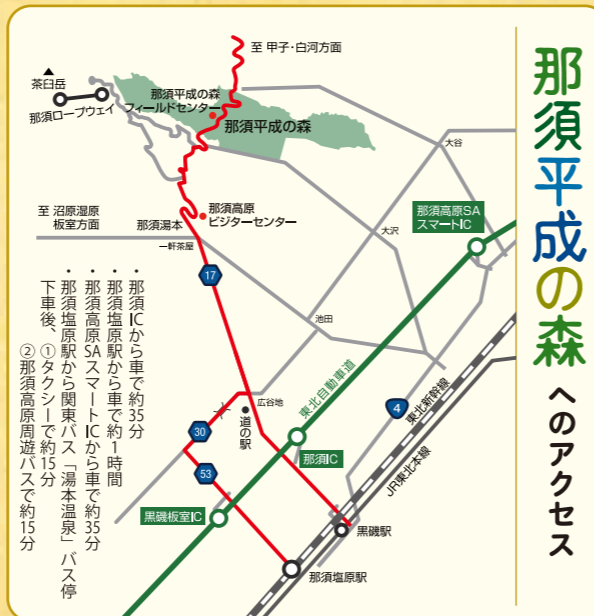 那須平成の森 へのアクセス
至 甲子・白河方面
茶臼岳
那須ロープウェイ
那須平成の森
フィールドセンター
那須平成の森
大谷
那須高原
ビジターセンター
那須高原SA
スマートIC
至 沼原湿原
板室方面
那須湯本
一軒茶屋
大沢
17
池田
東北自動車道
4
東北新幹線
JR東北本線
広谷地
道の駅
30
53
那須IC
黒磯板室IC
黒磯駅
那須塩原駅
・那須ICから車で約35分
・那須塩原駅から車で約1時間
・那須高原SAスマートICから車で約35分
・那須塩原駅から関東バス「湯本温泉」バス停
下車後、①タクシーで約15分
②那須高原周遊バスで約15分